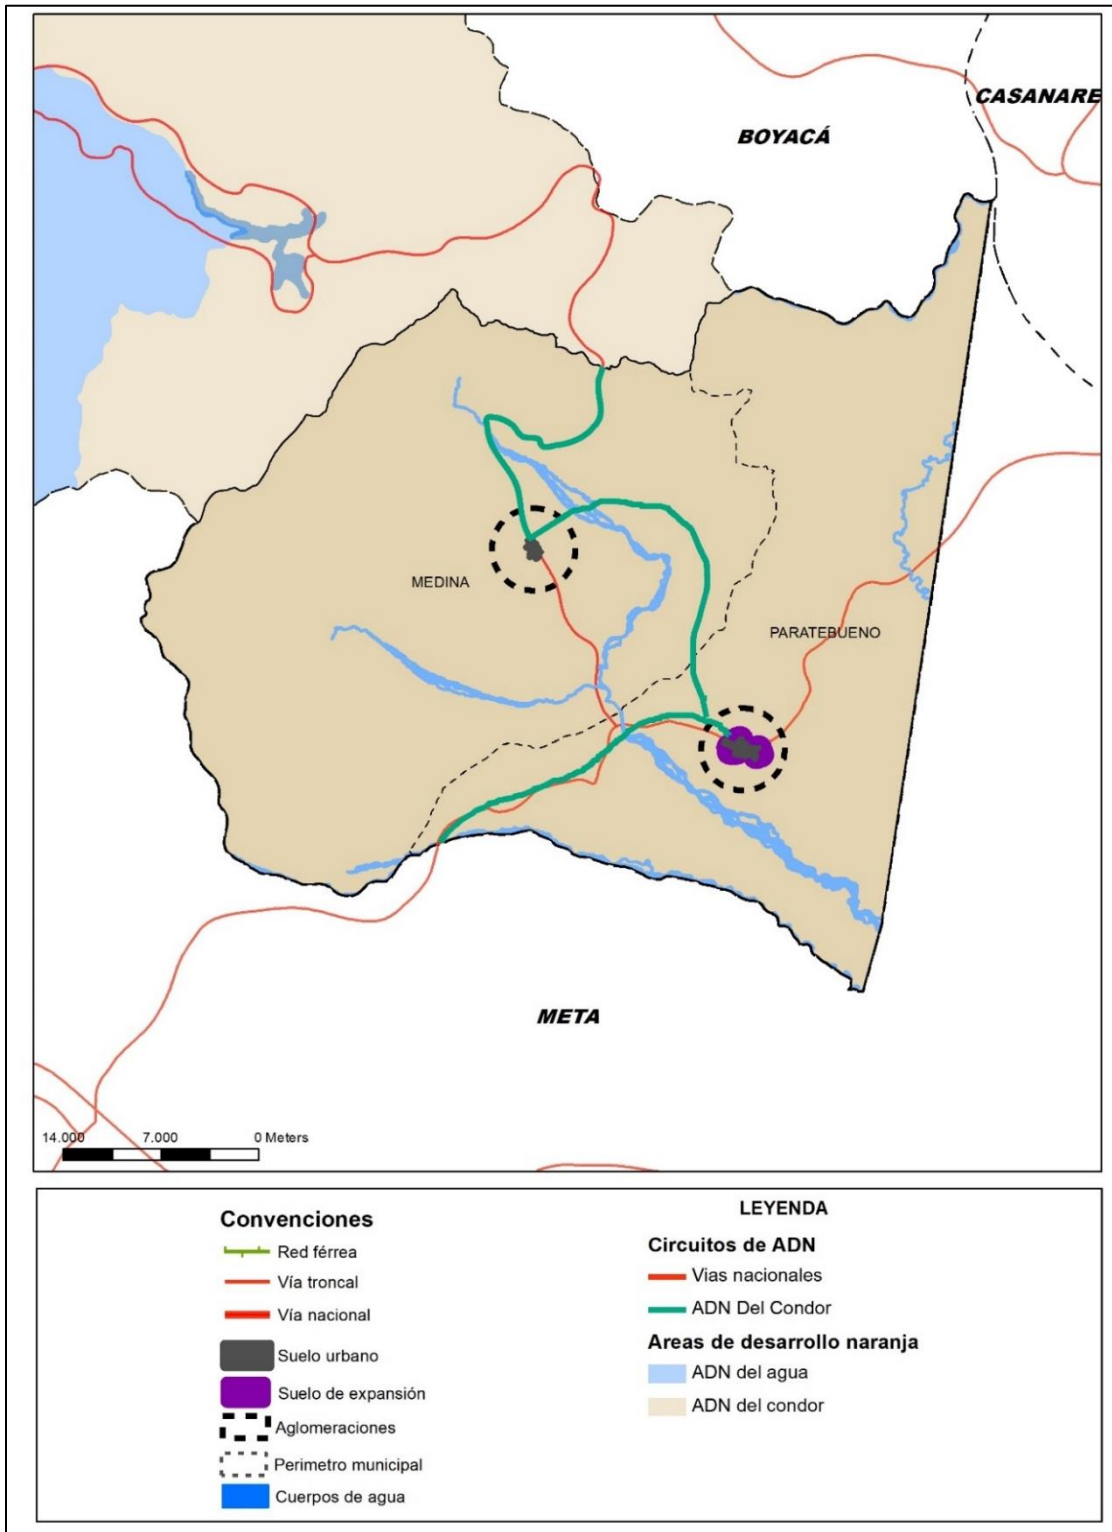 CASANARE
BOYACÁ
MEDINA
PARATEBUENO
META
14.000 7.000 0 Meters
Convenciones
Red férrea
Vía troncal
Vía nacional
Suelo urbano
Suelo de expansión
Aglomeraciones
Perimetro municipal
Cuerpos de agua
LEYENDA
Circuitos de ADN
Vias nacionales
ADN Del Condor
Areas de desarrollo naranja
ADN del agua
ADN del condor